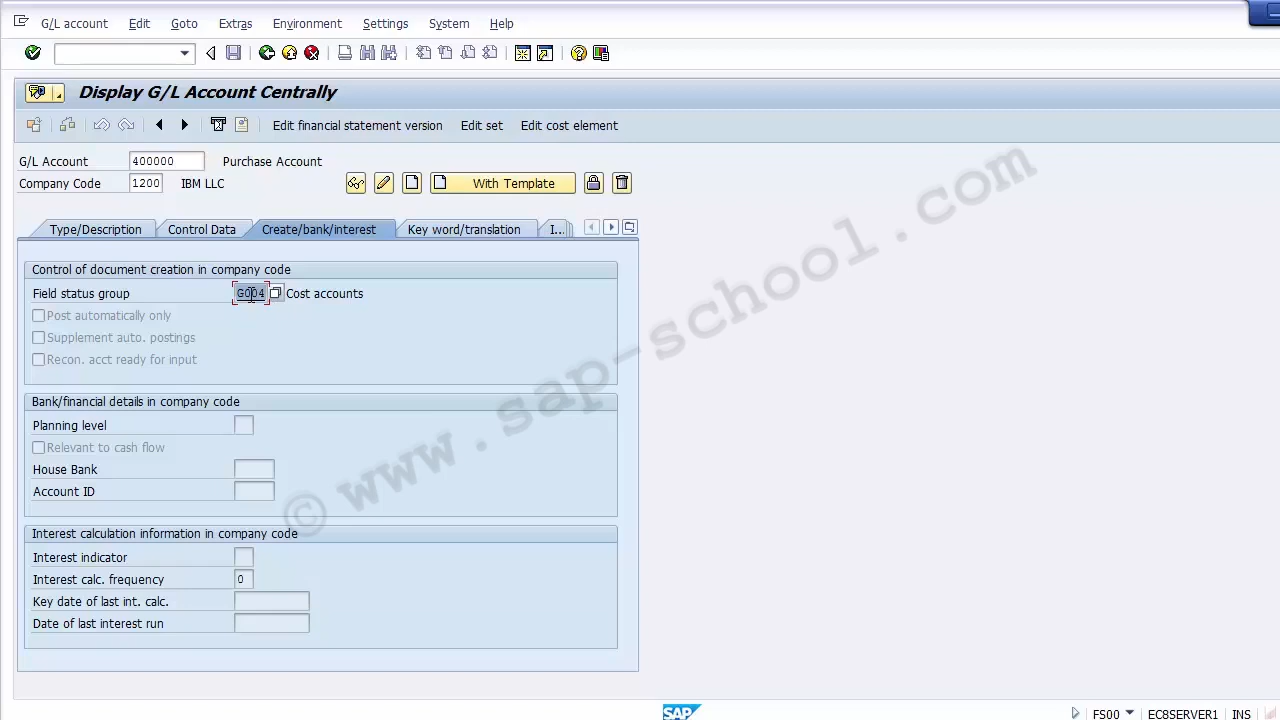 G/L account Edit Goto Extras Environment Settings System Help
Display G/L Account Centrally
Edit financial statement version Edit set Edit cost element
G/L Account 400000 Purchase Account
Company Code 1200 IBM LLC With Template
Type/Description Control Data Create/bank/interest Key word/translation I...
Control of document creation in company code
Field status group G004 Cost accounts
Post automatically only
Supplement auto. postings
Recon. acct ready for input
Bank/financial details in company code
Planning level
Relevant to cash flow
House Bank
Account ID
Interest calculation information in company code
Interest indicator
Interest calc. frequency 0
Key date of last int. calc.
Date of last interest run
© www.sap-school.com
SAP FS00 EC8SERVER1 INS